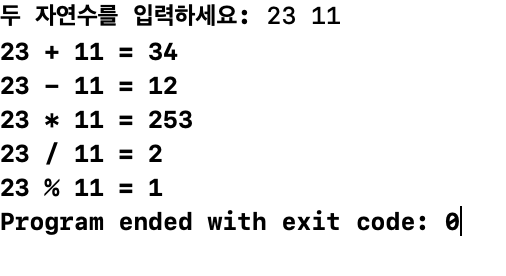 두 자연수를 입력하세요: 23 11
23 + 11 = 34
23 - 11 = 12
23 * 11 = 253
23 / 11 = 2
23 % 11 = 1
Program ended with exit code: 0